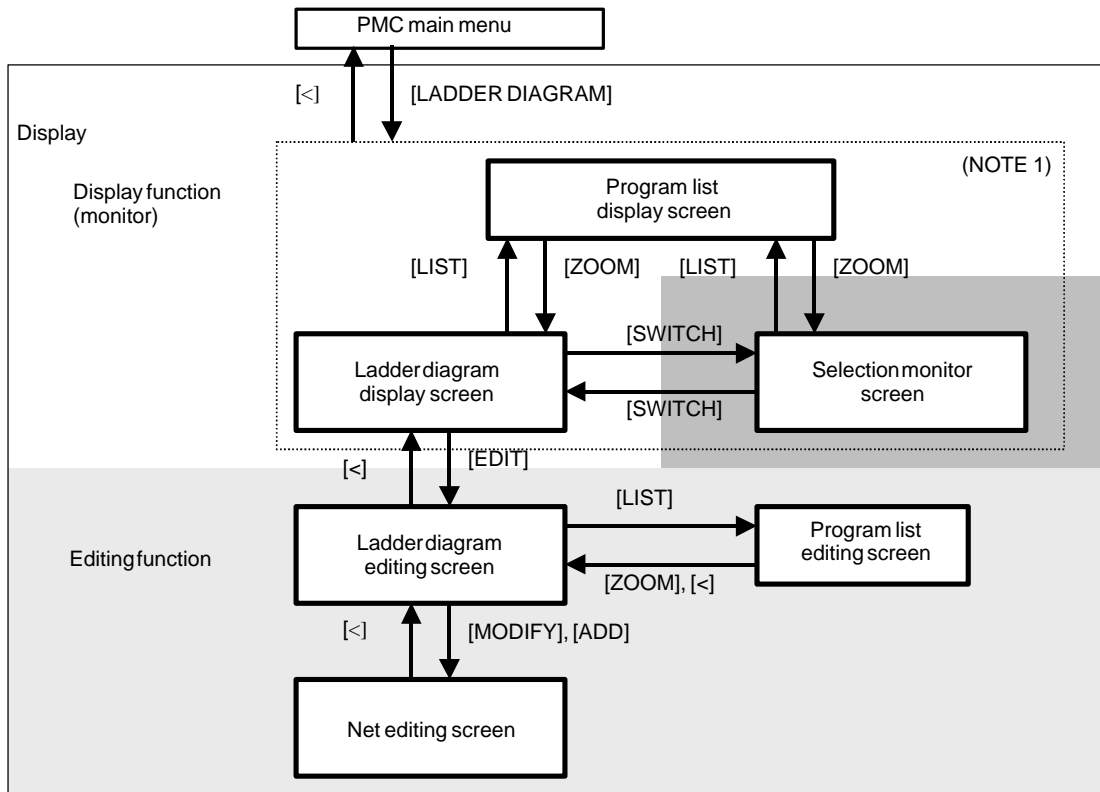 PMC main menu
[<]
[LADDER DIAGRAM]
Display
(NOTE 1)
Display function
(monitor)
Program list
display screen
[LIST]
[ZOOM]
[LIST]
[ZOOM]
[SWITCH]
Ladder diagram
display screen
Selection monitor
screen
[SWITCH]
[<]
[EDIT]
[LIST]
Editing function
Ladder diagram
editing screen
Program list
editing screen
[ZOOM], [<]
[<]
[MODIFY], [ADD]
Net editing screen